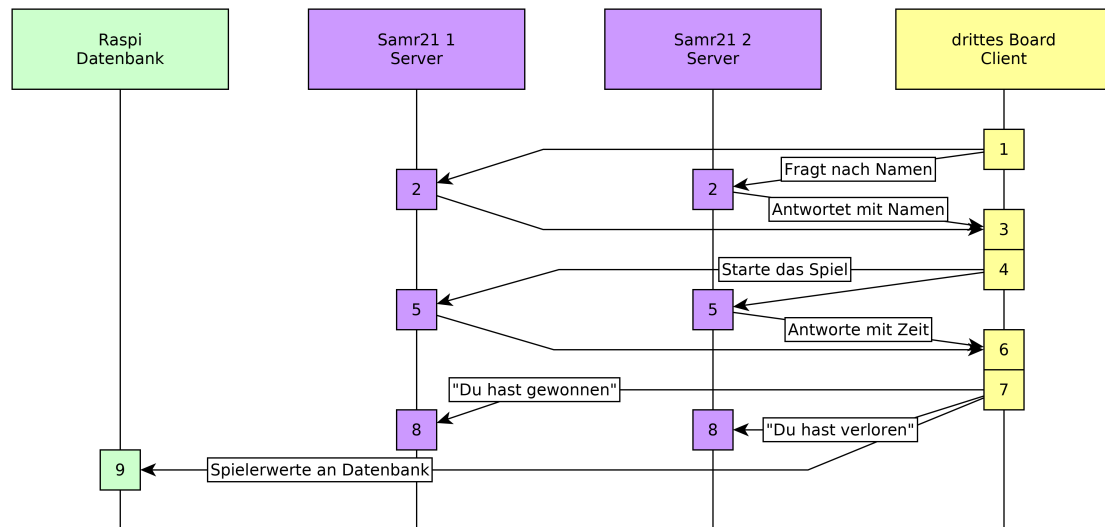 Raspi
Datenbank
Samr21 1
Server
Samr21 2
Server
drittes Board
Client
1
Fragt nach Namen
2
2
Antwortet mit Namen
3
Starte das Spiel
4
5
5
Antworte mit Zeit
6
"Du hast gewonnen"
7
8
8
"Du hast verloren"
9
Spielerwerte an Datenbank